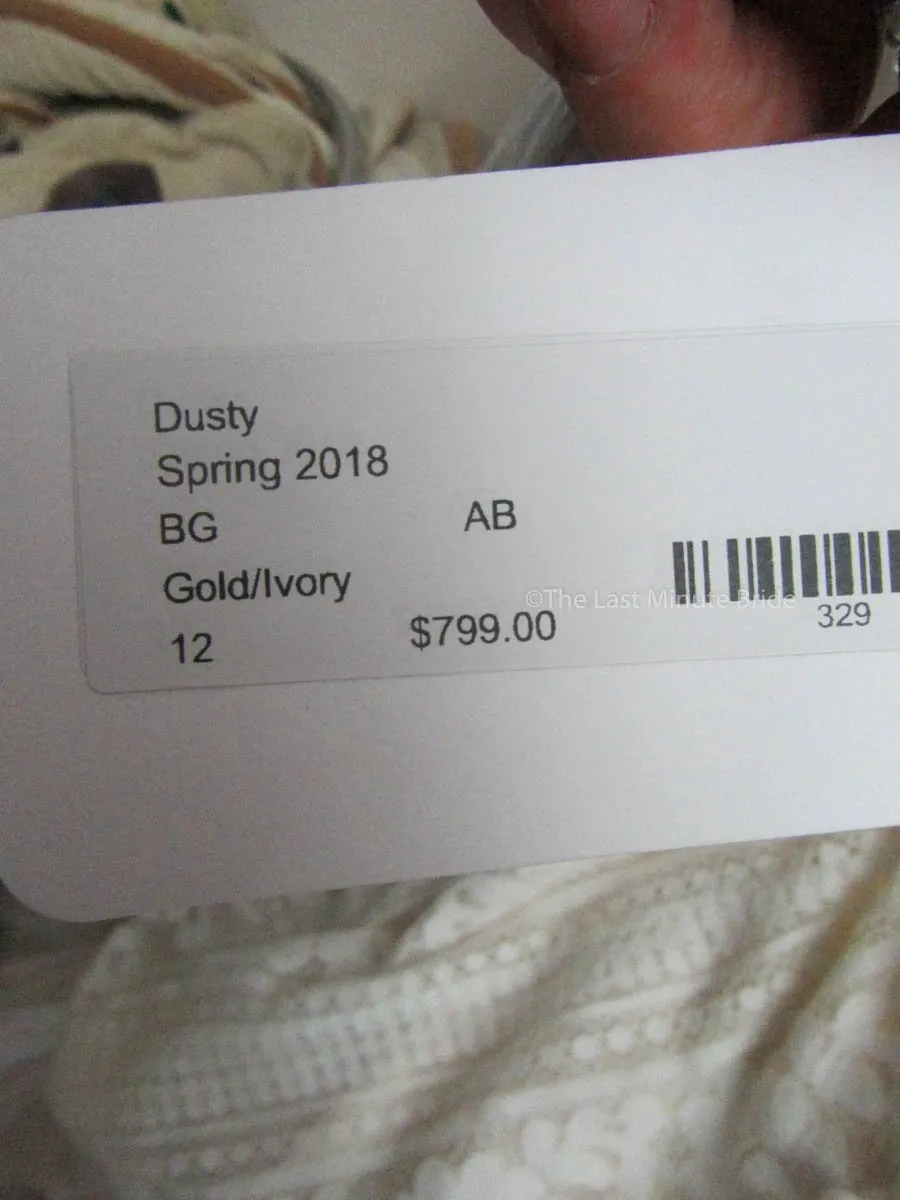 Dusty
Spring 2018
BG AB
Gold/Ivory
©The Last Minute Bride
12 $799.00
329